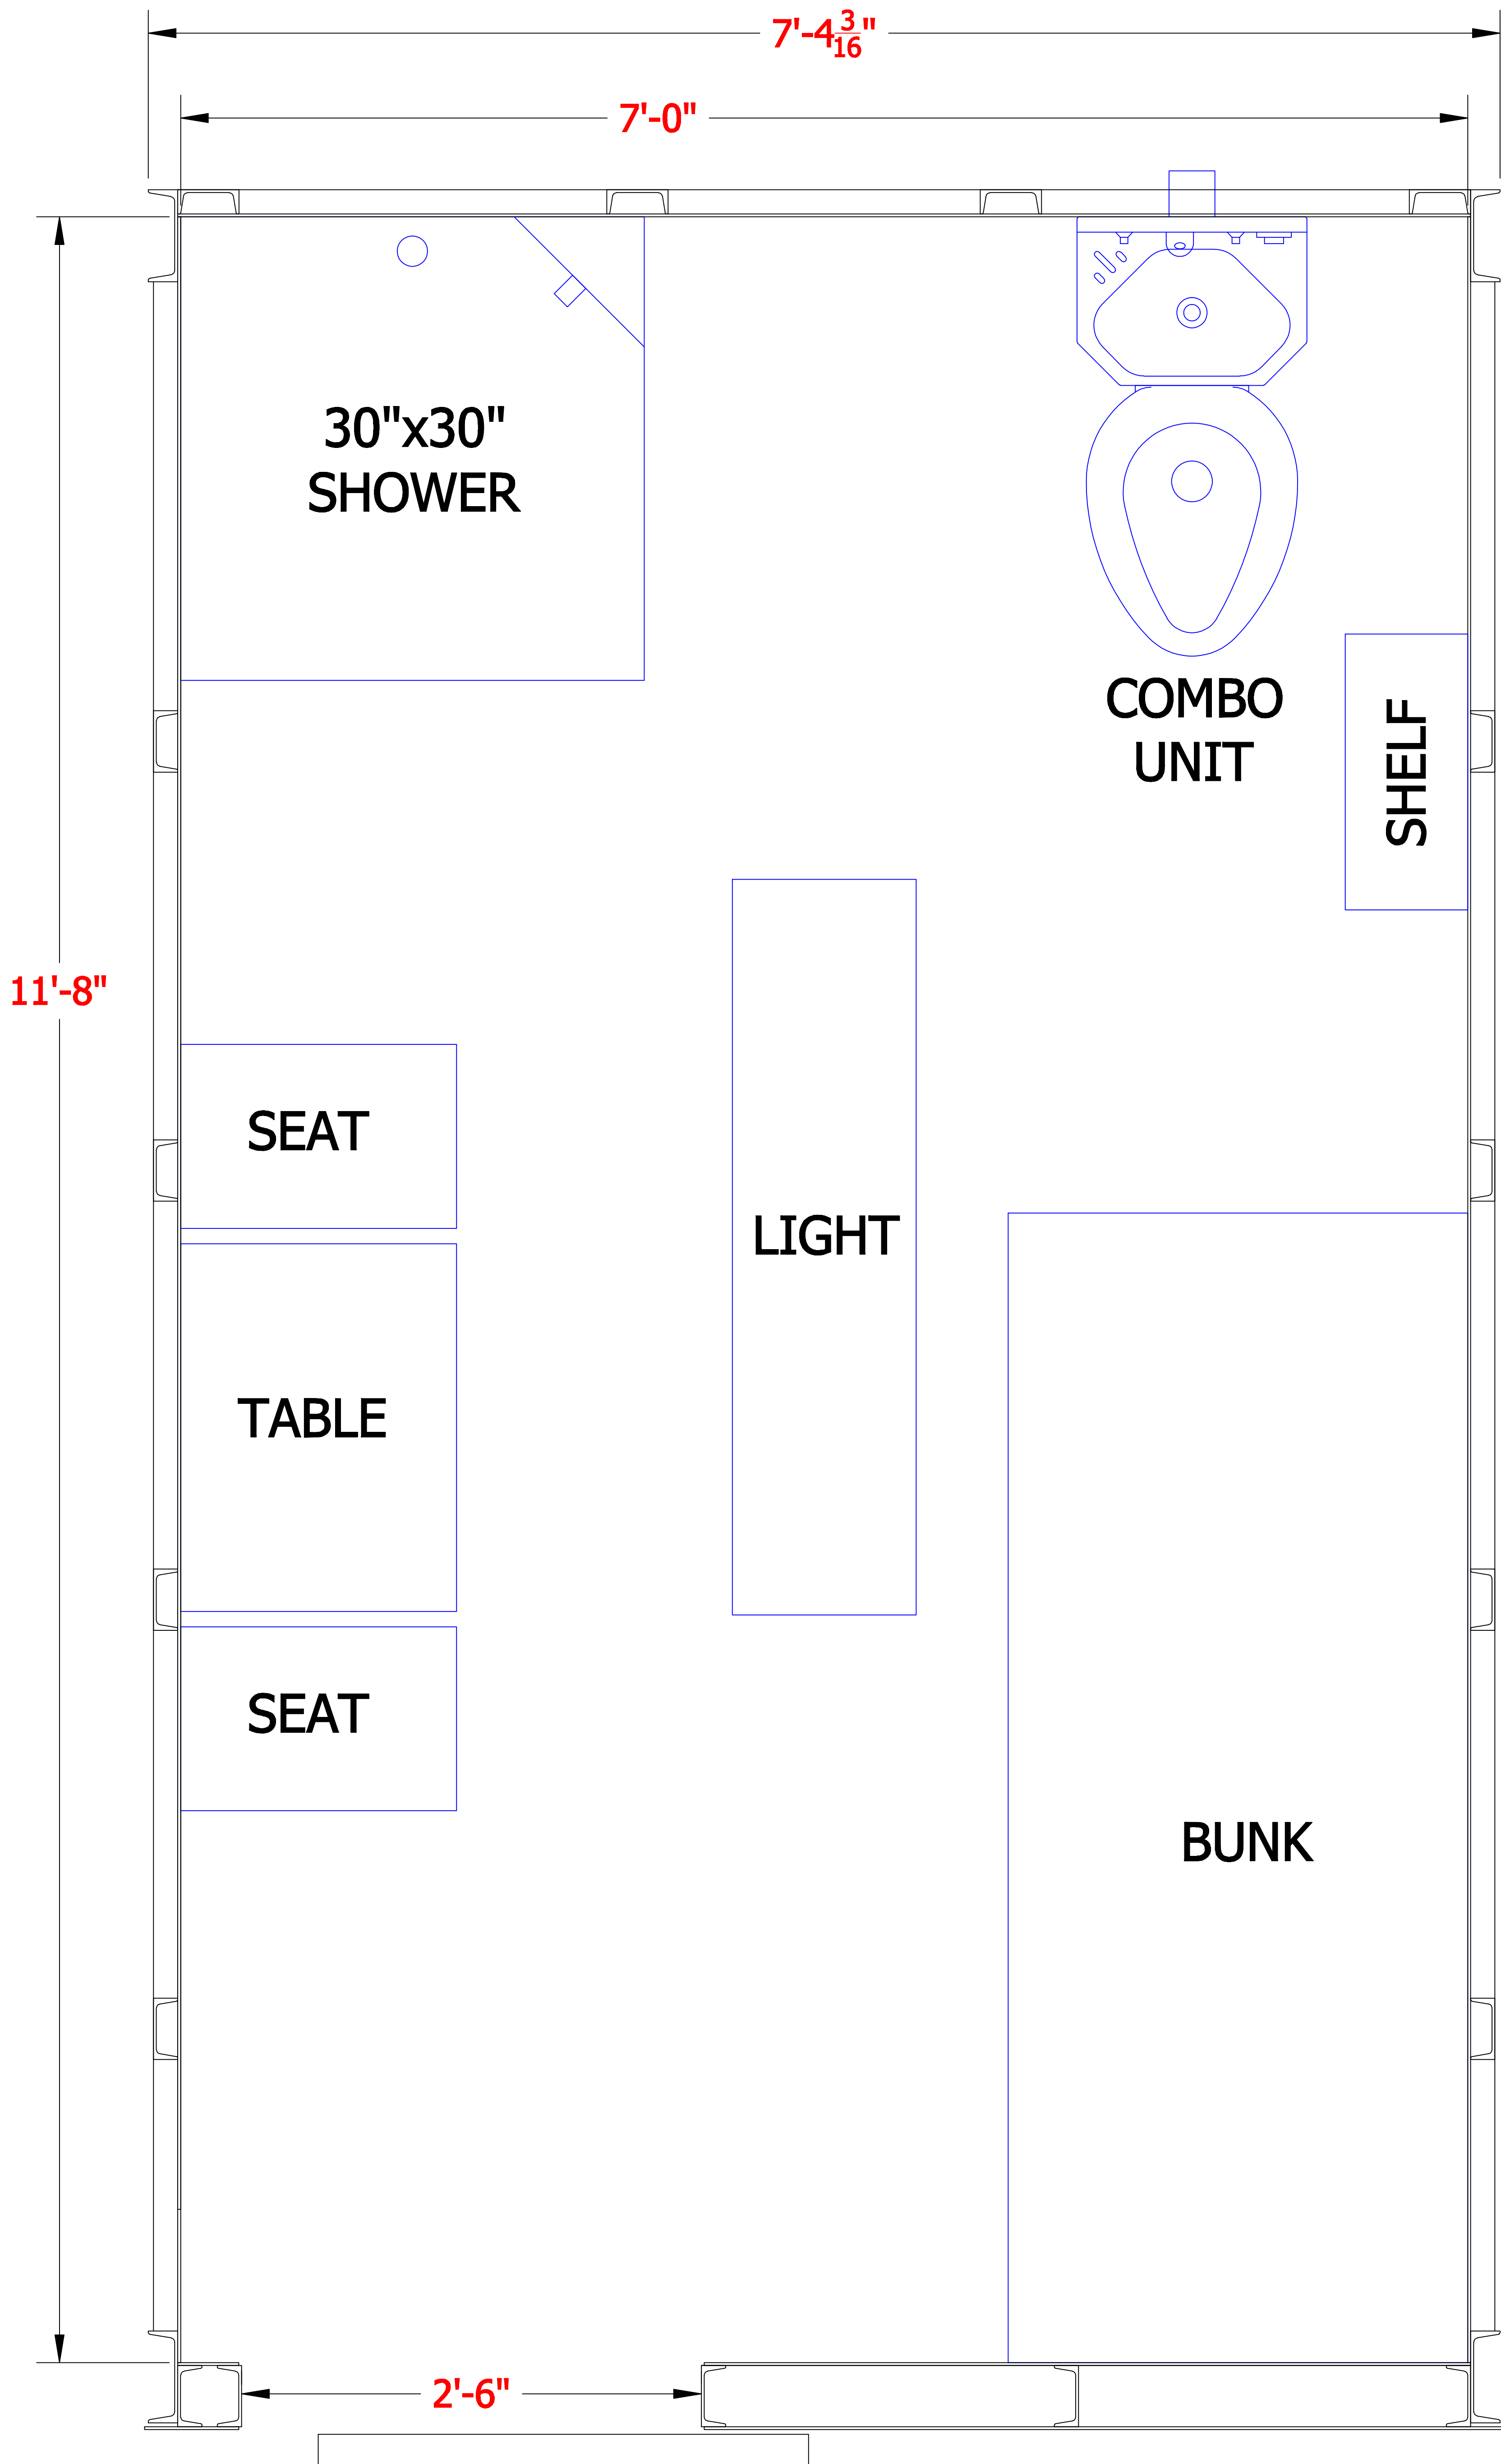 7'-4 3/16"
7'-0"
30"x30"
SHOWER
COMBO
UNIT
SHELF
11'-8"
SEAT
LIGHT
TABLE
SEAT
BUNK
2'-6"